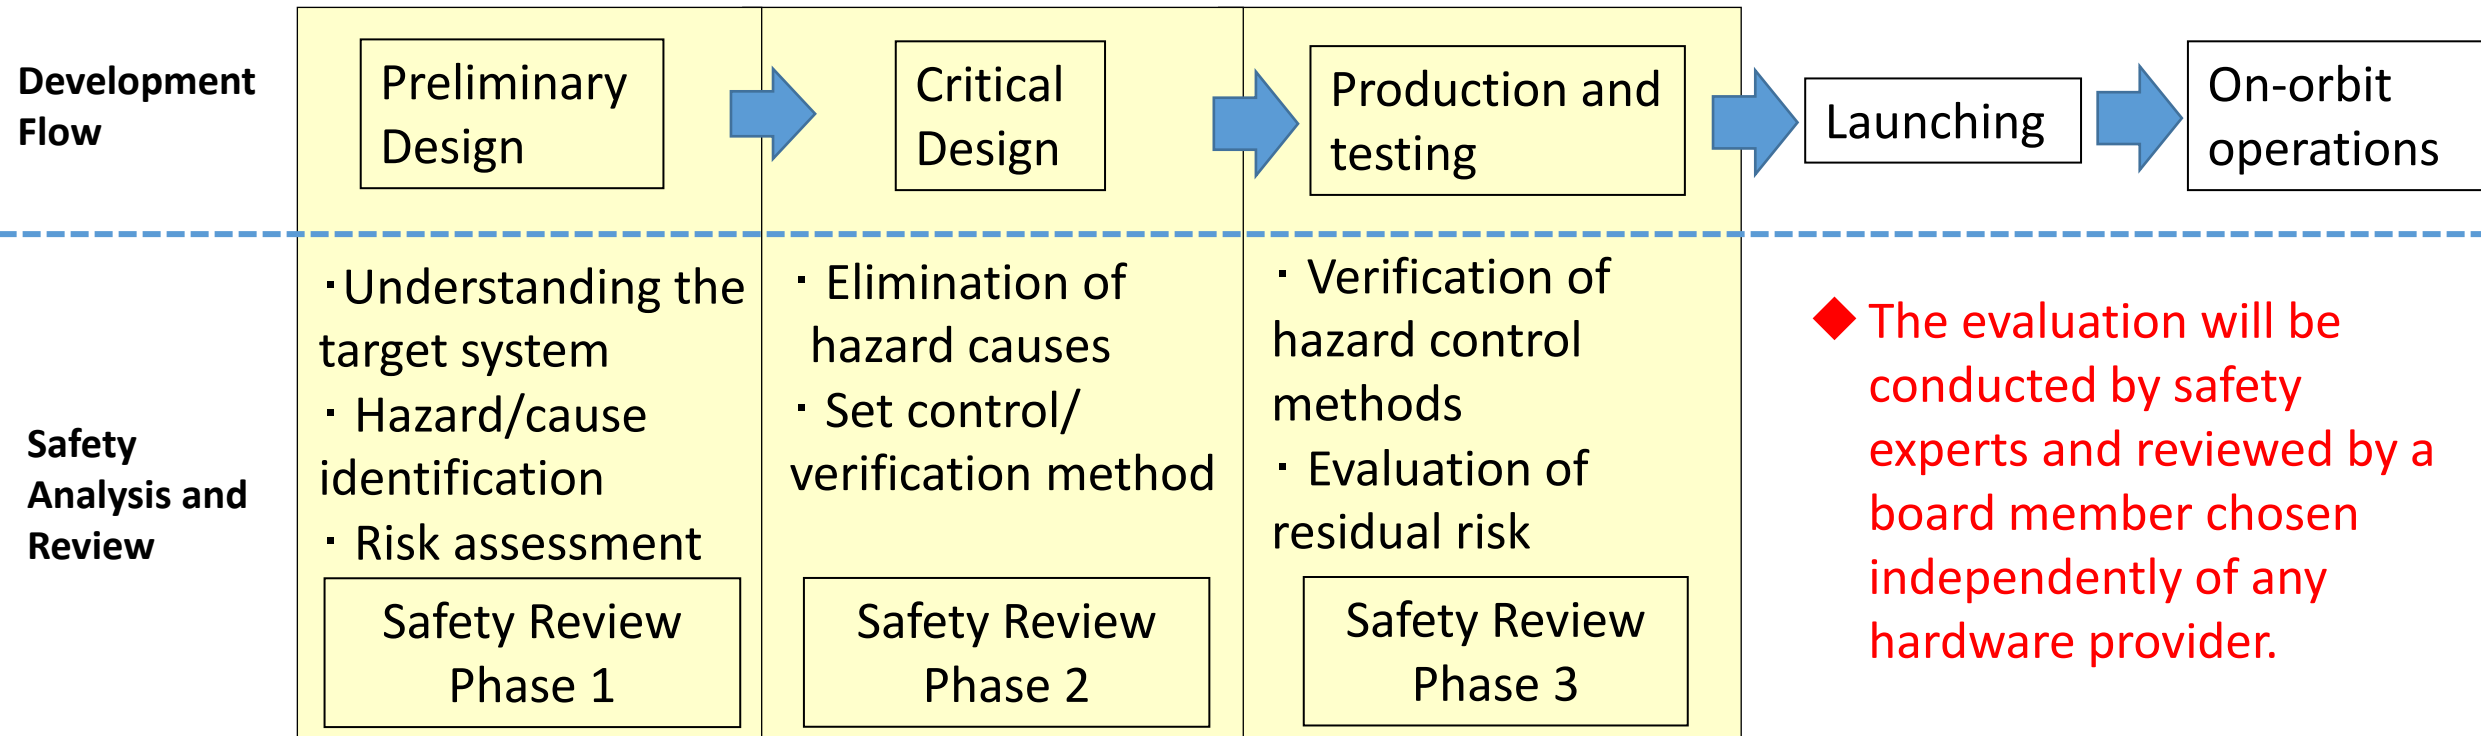 Development
Flow
Preliminary
Design
Critical
Design
Production and
testing
Launching
On-orbit
operations
Safety
Analysis and
Review
・Understanding the
target system
・Hazard/cause
identification
・Risk assessment
Safety Review
Phase 1
・Elimination of
hazard causes
・Set control/
verification method
Safety Review
Phase 2
・Verification of
hazard control
methods
・Evaluation of
residual risk
Safety Review
Phase 3
◆ The evaluation will be
conducted by safety
experts and reviewed by a
board member chosen
independently of any
hardware provider.